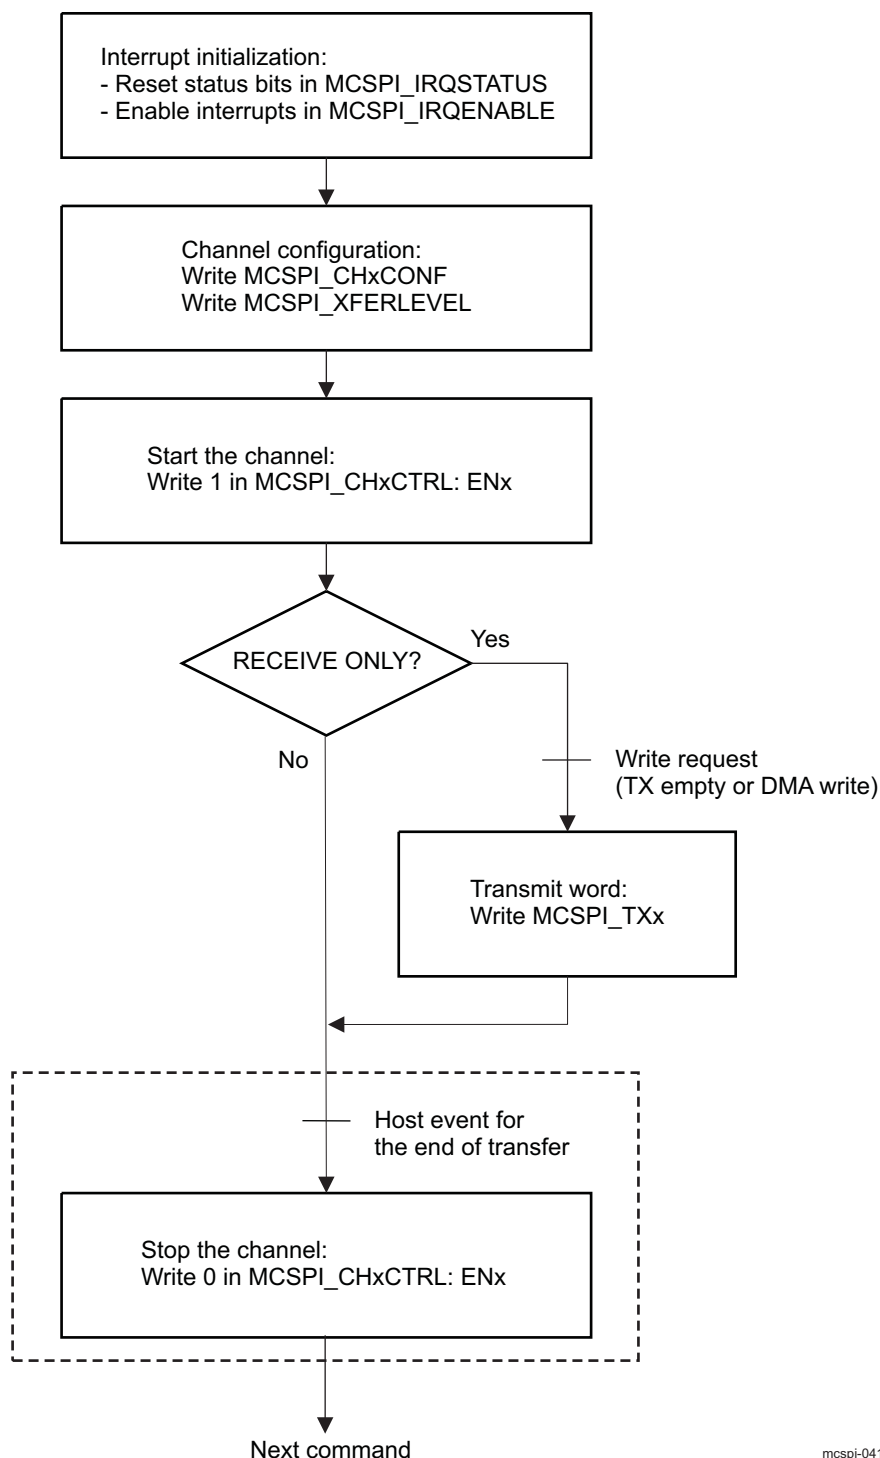 Interrupt initialization:
- Reset status bits in MCSPI_IRQSTATUS
- Enable interrupts in MCSPI_IRQENABLE
Channel configuration:
Write MCSPI_CHxCONF
Write MCSPI_XFERLEVEL
Start the channel:
Write 1 in MCSPI_CHxCTRL: ENx
RECEIVE ONLY?
Yes
No
Write request
(TX empty or DMA write)
Transmit word:
Write MCSPI_TXx
Host event for
the end of transfer
Stop the channel:
Write 0 in MCSPI_CHxCTRL: ENx
Next command
mcspi-041